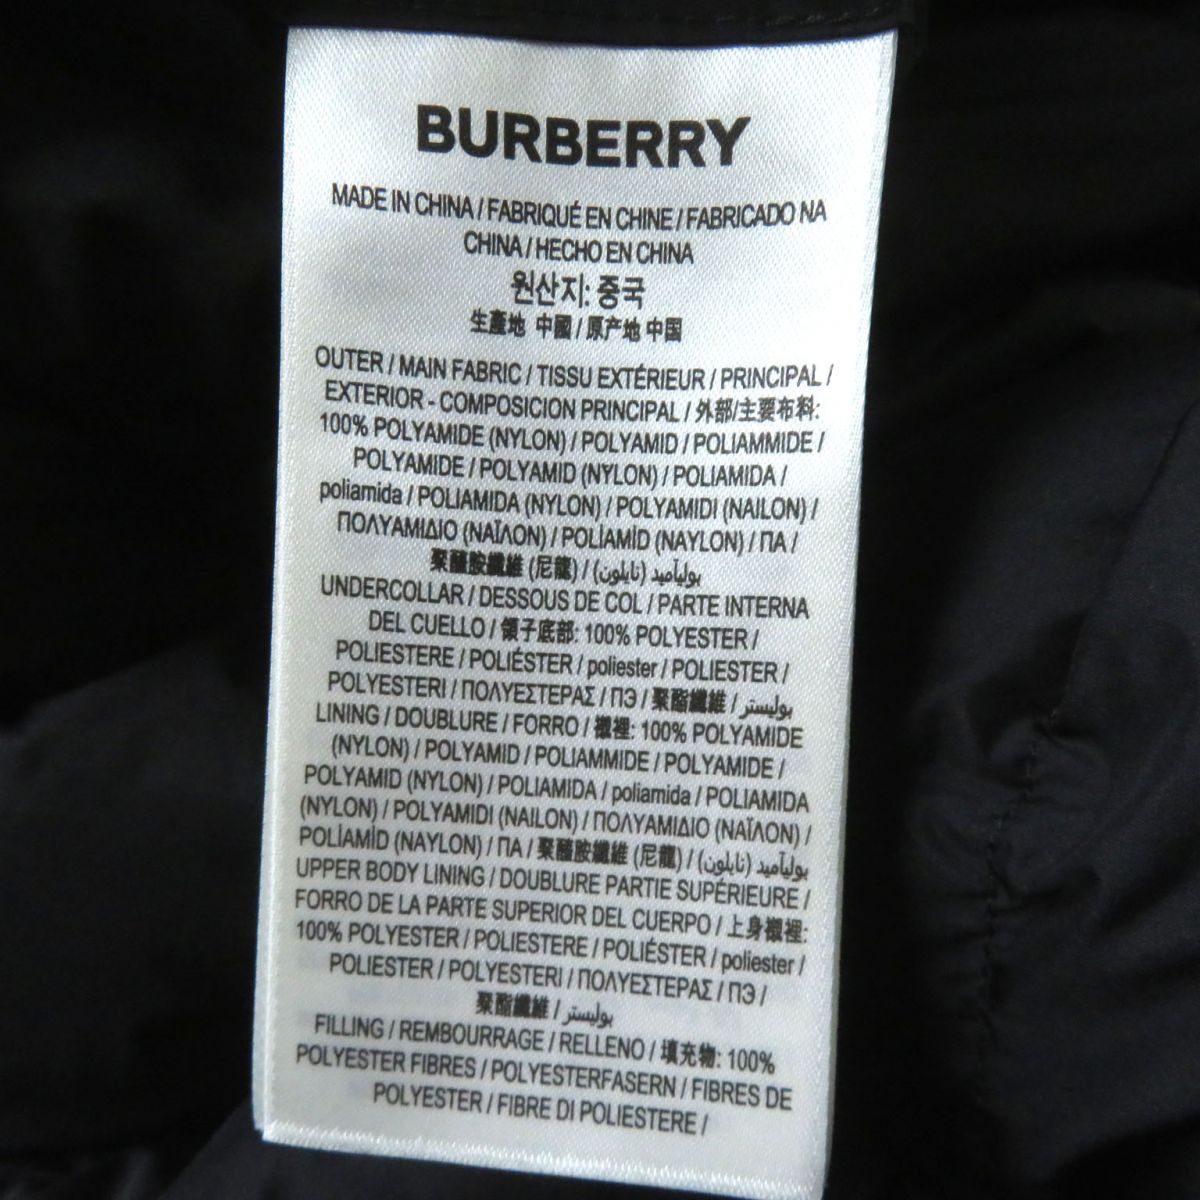 BURBERRY
MADE IN CHINA / FABRIQUÉ EN CHINE / FABRICADO NA
CHINA / HECHO EN CHINA
원산지: 중국
生產地 中國 / 原产地 中国
OUTER / MAIN FABRIC / TISSU EXTÉRIEUR / PRINCIPAL /
EXTERIOR - COMPOSICION PRINCIPAL / 外部/主要布料:
100% POLYAMIDE (NYLON) / POLYAMID / POLIAMMIDE /
POLYAMIDE / POLYAMID (NYLON) / POLIAMIDA /
poliamida / POLIAMIDA (NYLON) / POLYAMIDI (NAILON) /
ΠΟΛΥΑΜΙΔΙΟ (ΝΑΪΛΟΝ) / POLİAMİD (NAYLON) / ПА /
聚醯胺纖維 (尼龍) / بوليآميد (نايلون)
UNDERCOLLAR / DESSOUS DE COL / PARTE INTERNA
DEL CUELLO / 領子底部: 100% POLYESTER /
POLIESTERE / POLIÉSTER / poliester / POLIESTER /
POLYESTERI / ΠΟΛΥΕΣΤΕΡΑΣ / ПЭ / 聚酯纖維 / بوليستر
LINING / DOUBLURE / FORRO / 襯裡: 100% POLYAMIDE
(NYLON) / POLYAMID / POLIAMMIDE / POLYAMIDE /
POLYAMID (NYLON) / POLIAMIDA / poliamida / POLIAMIDA
(NYLON) / POLYAMIDI (NAILON) / ΠΟΛΥΑΜΙΔΙΟ (ΝΑΪΛΟΝ) /
POLİAMİD (NAYLON) / ПА / 聚醯胺纖維 (尼龍) / بوليآميد (نايلون)
UPPER BODY LINING / DOUBLURE PARTIE SUPÉRIEURE /
FORRO DE LA PARTE SUPERIOR DEL CUERPO / 上身襯裡:
100% POLYESTER / POLIESTERE / POLIÉSTER / poliester /
POLIESTER / POLYESTERI / ΠΟΛΥΕΣΤΕΡΑΣ / ПЭ /
聚酯纖維 / بوليستر
FILLING / REMBOURRAGE / RELLENO / 填充物: 100%
POLYESTER FIBRES / POLYESTERFASERN / FIBRES DE
POLYESTER / FIBRE DI POLIESTERE /